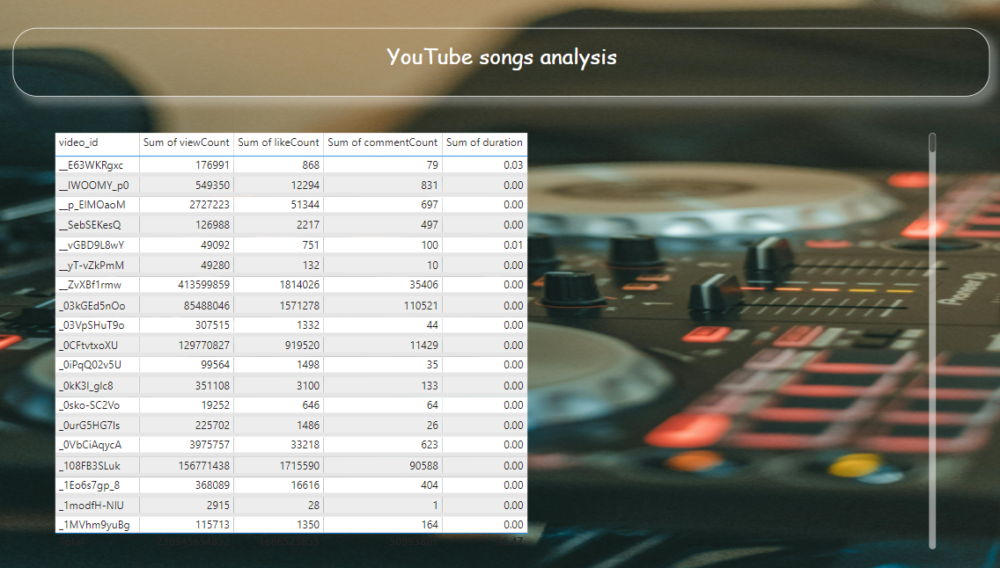 YouTube songs analysis
video_id Sum of viewCount Sum of likeCount Sum of commentCount Sum of duration
__E63WKRgxc 176991 868 79 0.03
__IWOOMY_p0 549350 12294 831 0.00
__p_ElMOaoM 2727223 51344 697 0.00
__SebSEKesQ 126988 2217 497 0.00
__vGBD9L8wY 49092 751 100 0.01
__yT-vZkPmM 49280 132 10 0.00
__ZvXBf1rmw 413599859 1814026 35406 0.00
_03kGEd5nOo 85488046 1571278 110521 0.00
_03VpSHuT9o 307515 1332 44 0.00
_0CFtvtxoXU 129770827 919520 11429 0.00
_0iPqQ02v5U 99564 1498 35 0.00
_0kK3I_glc8 351108 3100 133 0.00
_0sko-SC2Vo 19252 646 64 0.00
_0urG5HG7Is 225702 1486 26 0.00
_0VbCiAqycA 3975757 33218 623 0.00
_108FB3SLuk 156771438 1715590 90588 0.00
_1Eo6s7gp_8 368089 16616 404 0.00
_1modfH-NIU 2915 28 1 0.00
_1MVhm9yuBg 115713 1350 164 0.00
Total
Pioneer DJ